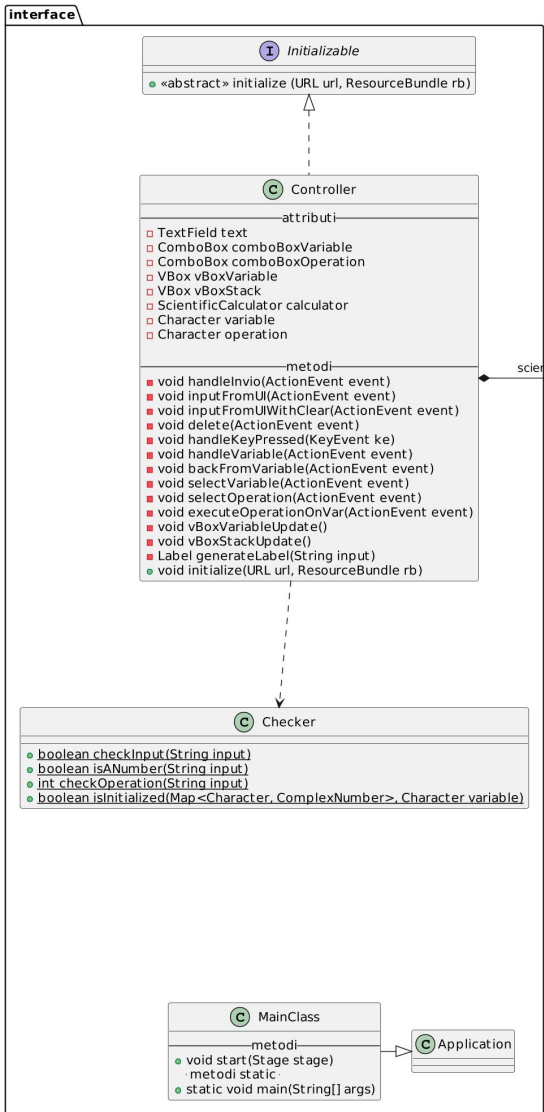 interface
I Initializable
«abstract» initialize (URL url, ResourceBundle rb)
C Controller
attributi
TextField text
ComboBox comboBoxVariable
ComboBox comboBoxOperation
VBox vBoxVariable
VBox vBoxStack
ScientificCalculator calculator
Character variable
Character operation
metodi
void handleInvio(ActionEvent event)
void inputFromUI(ActionEvent event)
void inputFromUIWithClear(ActionEvent event)
void delete(ActionEvent event)
void handleKeyPressed(KeyEvent ke)
void handleVariable(ActionEvent event)
void backFromVariable(ActionEvent event)
void selectVariable(ActionEvent event)
void selectOperation(ActionEvent event)
void executeOperationOnVar(ActionEvent event)
void vBoxVariableUpdate()
void vBoxStackUpdate()
Label generateLabel(String input)
void initialize(URL url, ResourceBundle rb)
scier
C Checker
boolean checkInput(String input)
boolean isANumber(String input)
int checkOperation(String input)
boolean isInitialized(Map<Character, ComplexNumber>, Character variable)
C MainClass
metodi
void start(Stage stage)
metodi static
static void main(String[] args)
C Application